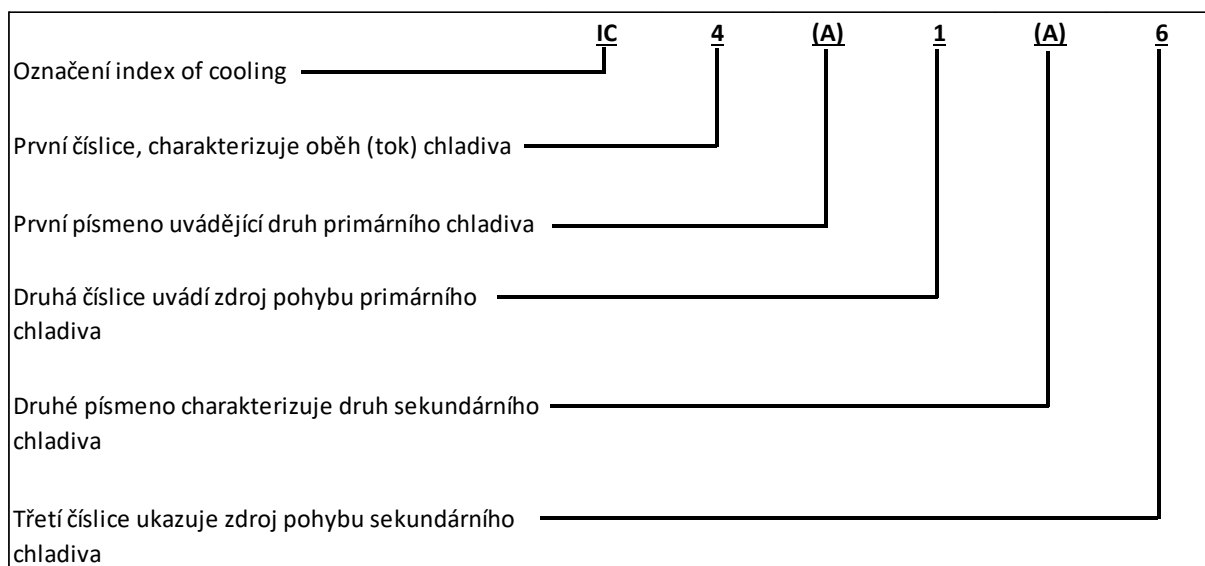 IC 4 (A) 1 (A) 6
Označení index of cooling
První číslice, charakterizuje oběh (tok) chladiva
První písmeno uvádějící druh primárního chladiva
Druhá číslice uvádí zdroj pohybu primárního
chladiva
Druhé písmeno charakterizuje druh sekundárního
chladiva
Třetí číslice ukazuje zdroj pohybu sekundárního
chladiva